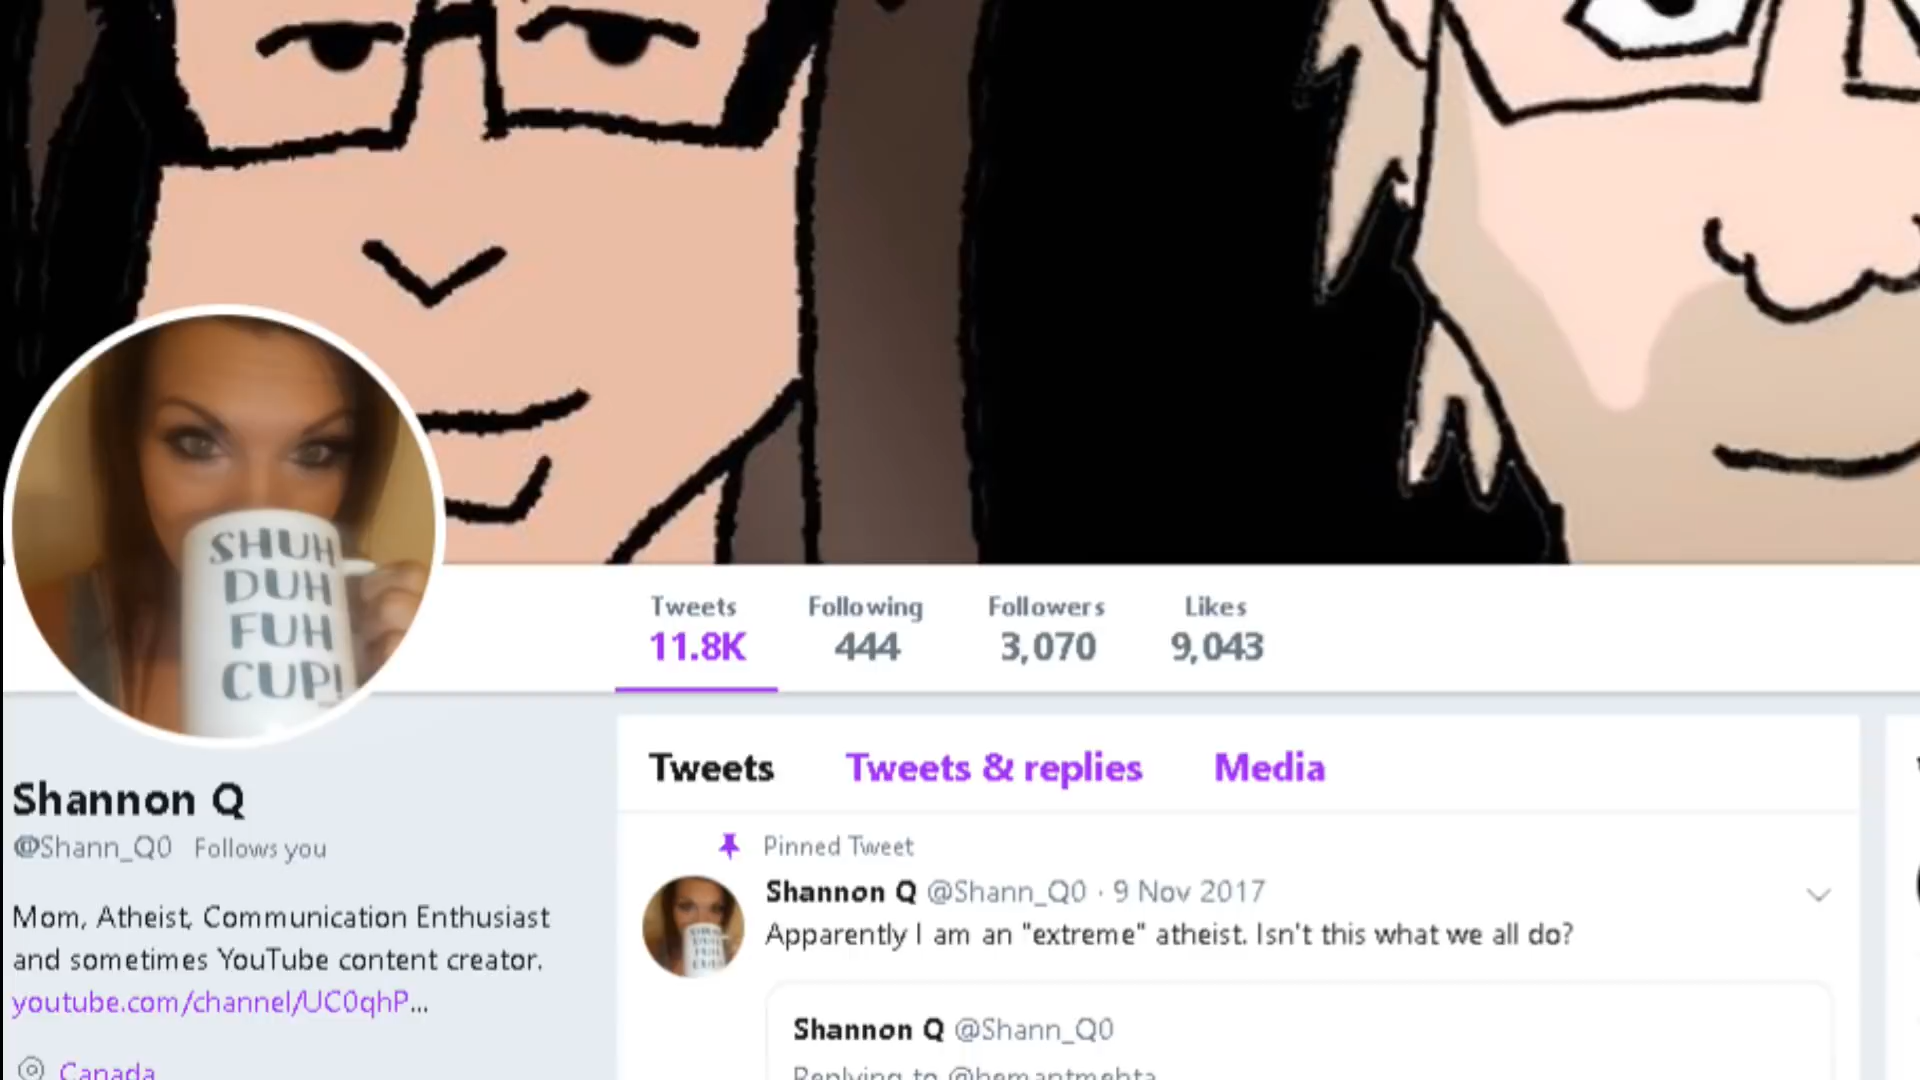 SHUH
DUH
FUH
CUP!
Tweets Following Followers Likes
11.8K 444 3,070 9,043
Shannon Q
@Shann_Q0 Follows you
Mom, Atheist, Communication Enthusiast
and sometimes YouTube content creator.
youtube.com/channel/UC0qhP...
Canada
Tweets Tweets & replies Media
Pinned Tweet
Shannon Q @Shann_Q0 · 9 Nov 2017
Apparently I am an "extreme" atheist. Isn't this what we all do?
Shannon Q @Shann_Q0
Replying to @hemantmehta